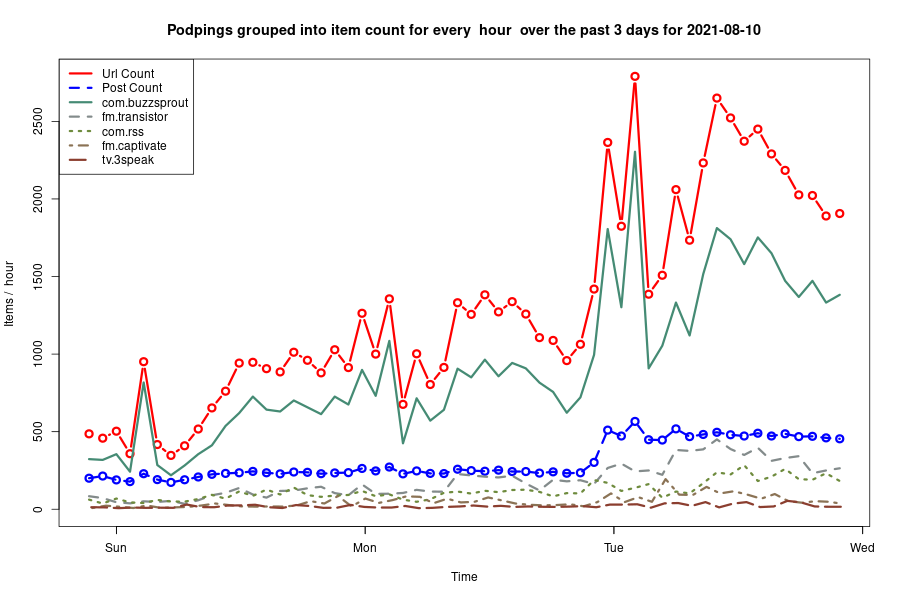 Podpings grouped into item count for every  hour  over the past 3 days for 2021-08-10
Url Count
Post Count
com.buzzsprout
fm.transistor
com.rss
fm.captivate
tv.3speak
Items /  hour
2500
2000
1500
1000
500
0
Sun Mon Tue Wed
Time